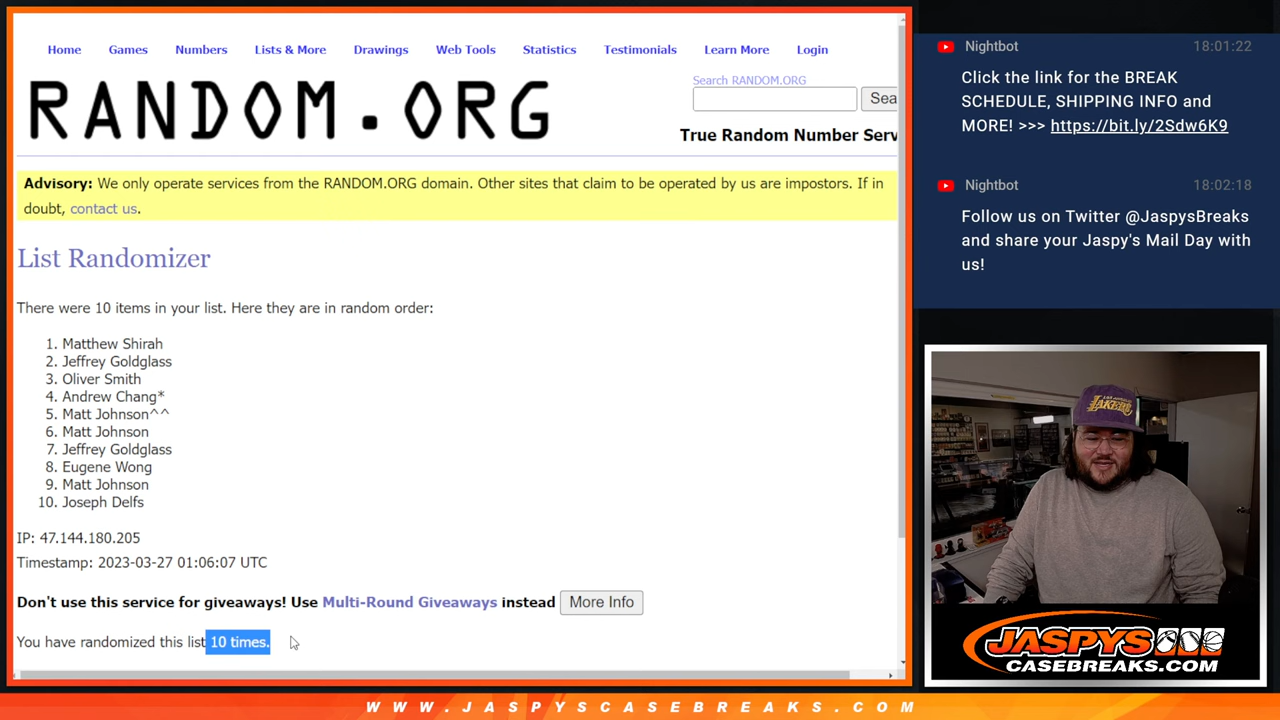 Home Games Numbers Lists & More Drawings Web Tools Statistics Testimonials Learn More Login
RANDOM.ORG
Search RANDOM.ORG
Sea
True Random Number Serv
Advisory: We only operate services from the RANDOM.ORG domain. Other sites that claim to be operated by us are impostors. If in
doubt, contact us.
List Randomizer
There were 10 items in your list. Here they are in random order:
1. Matthew Shirah
2. Jeffrey Goldglass
3. Oliver Smith
4. Andrew Chang*
5. Matt Johnson^^
6. Matt Johnson
7. Jeffrey Goldglass
8. Eugene Wong
9. Matt Johnson
10. Joseph Delfs
IP: 47.144.180.205
Timestamp: 2023-03-27 01:06:07 UTC
Don't use this service for giveaways! Use Multi-Round Giveaways instead More Info
You have randomized this list 10 times.
Nightbot 18:01:22
Click the link for the BREAK
SCHEDULE, SHIPPING INFO and
MORE! >>> https://bit.ly/2Sdw6K9
Nightbot 18:02:18
Follow us on Twitter @JaspysBreaks
and share your Jaspy's Mail Day with
us!
LAKERS
JASPYS
CASEBREAKS.COM
WWW.JASPYSCASEBREAKS.COM